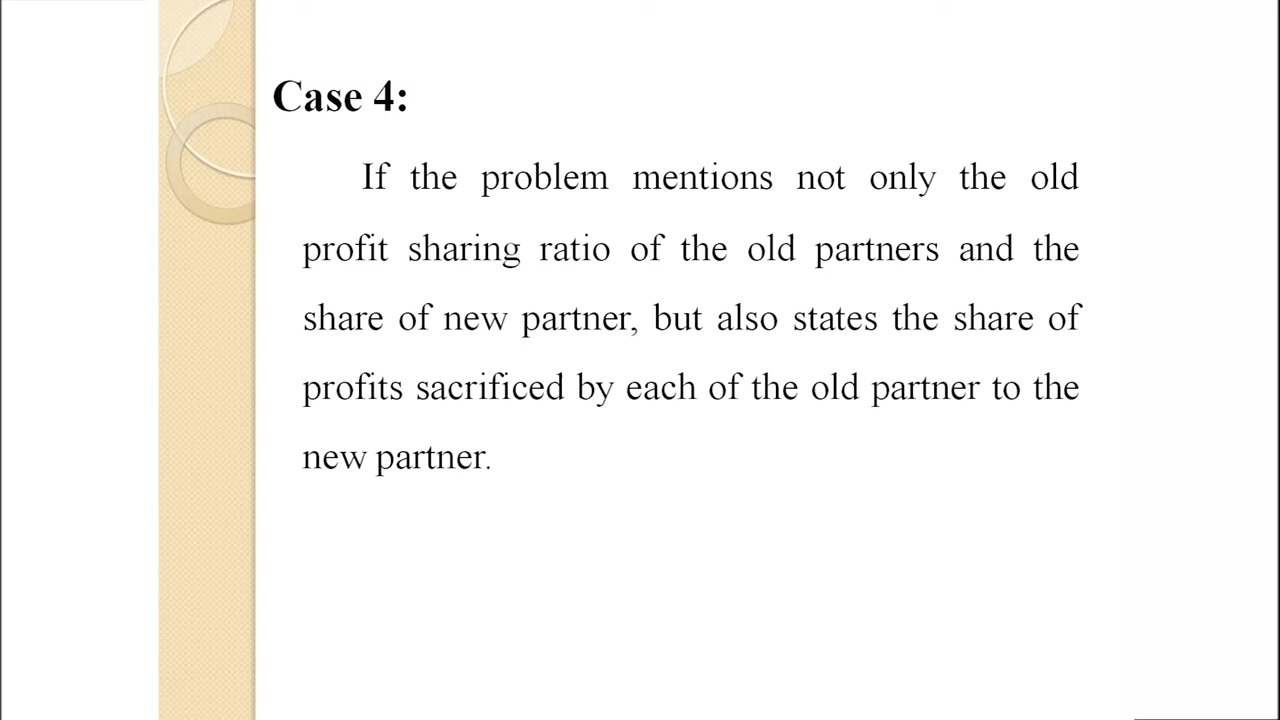 Case 4:
If the problem mentions not only the old
profit sharing ratio of the old partners and the
share of new partner, but also states the share of
profits sacrificed by each of the old partner to the
new partner.